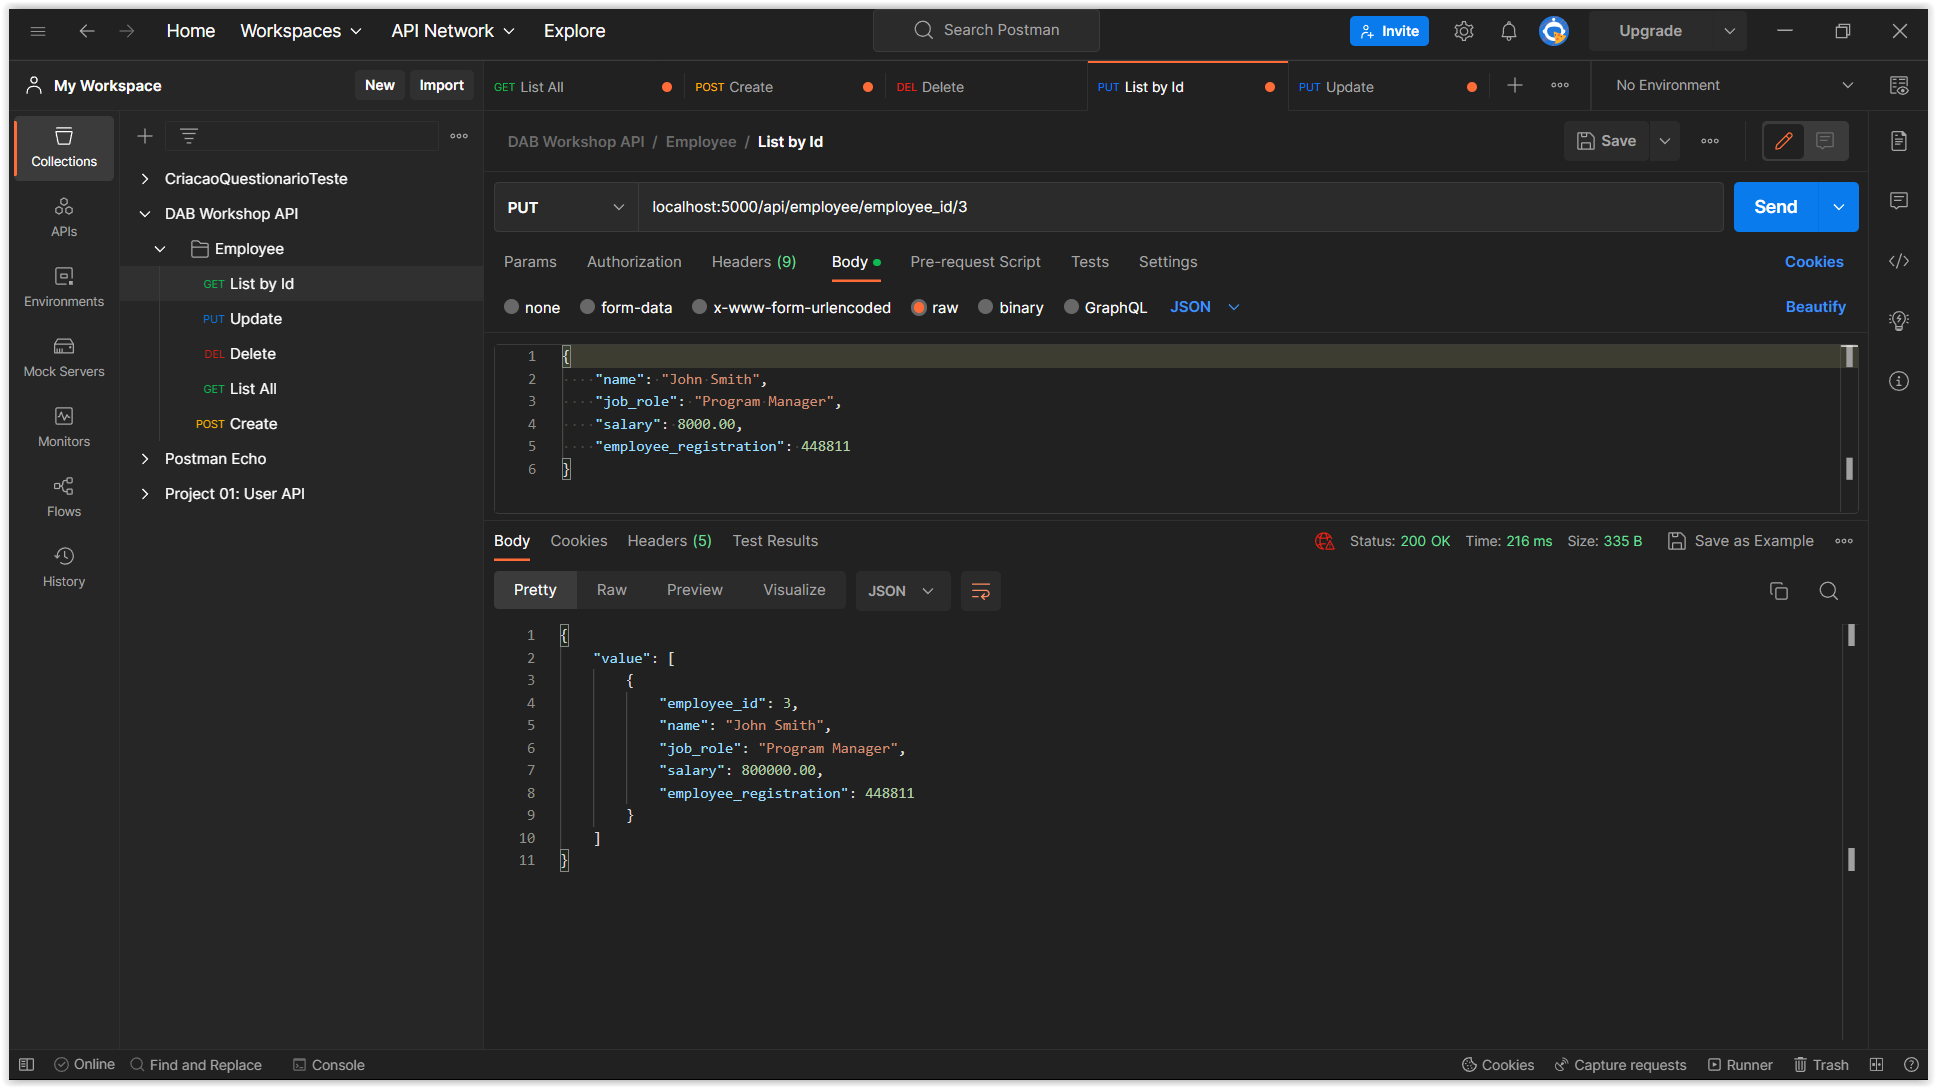 Home Workspaces API Network Explore Search Postman Invite Upgrade
My Workspace New Import GET List All POST Create DEL Delete PUT List by Id PUT Update No Environment
Collections
APIs
Environments
Mock Servers
Monitors
Flows
History
CriacaoQuestionarioTeste
DAB Workshop API
Employee
GET List by Id
PUT Update
DEL Delete
GET List All
POST Create
Postman Echo
Project 01: User API
DAB Workshop API / Employee / List by Id Save
PUT localhost:5000/api/employee/employee_id/3 Send
Params Authorization Headers (9) Body Pre-request Script Tests Settings Cookies
none form-data x-www-form-urlencoded raw binary GraphQL JSON Beautify
1 {
2 "name": "John Smith",
3 "job_role": "Program Manager",
4 "salary": 8000.00,
5 "employee_registration": 448811
6 }
Body Cookies Headers (5) Test Results Status: 200 OK Time: 216 ms Size: 335 B Save as Example
Pretty Raw Preview Visualize JSON
1 {
2 "value": [
3 {
4 "employee_id": 3,
5 "name": "John Smith",
6 "job_role": "Program Manager",
7 "salary": 800000.00,
8 "employee_registration": 448811
9 }
10 ]
11 }
Online Find and Replace Console Cookies Capture requests Runner Trash